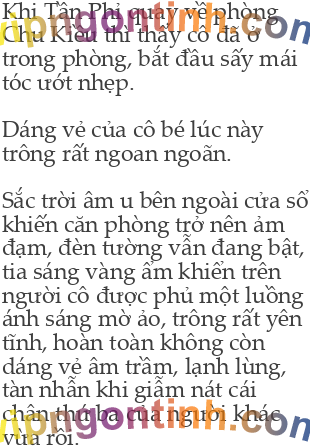 Khi Tần Phỉ quay về phòng
Chu Kiều thì thấy cô đã ở
trong phòng, bắt đầu sấy mái
tóc ướt nhẹp.
Dáng vẻ của cô bé lúc này
trông rất ngoan ngoãn.
Sắc trời âm u bên ngoài cửa sổ
khiến căn phòng trở nên ảm
đạm, đèn tường vẫn đang bật,
tia sáng vàng ấm khiển trên
người cô được phủ một luồng
ánh sáng mờ ảo, trông rất yên
tĩnh, hoàn toàn không còn
dáng vẻ âm trầm, lạnh lùng,
tàn nhẫn khi giẫm nát cái
chân thứ ba của người khác
vừa rồi.